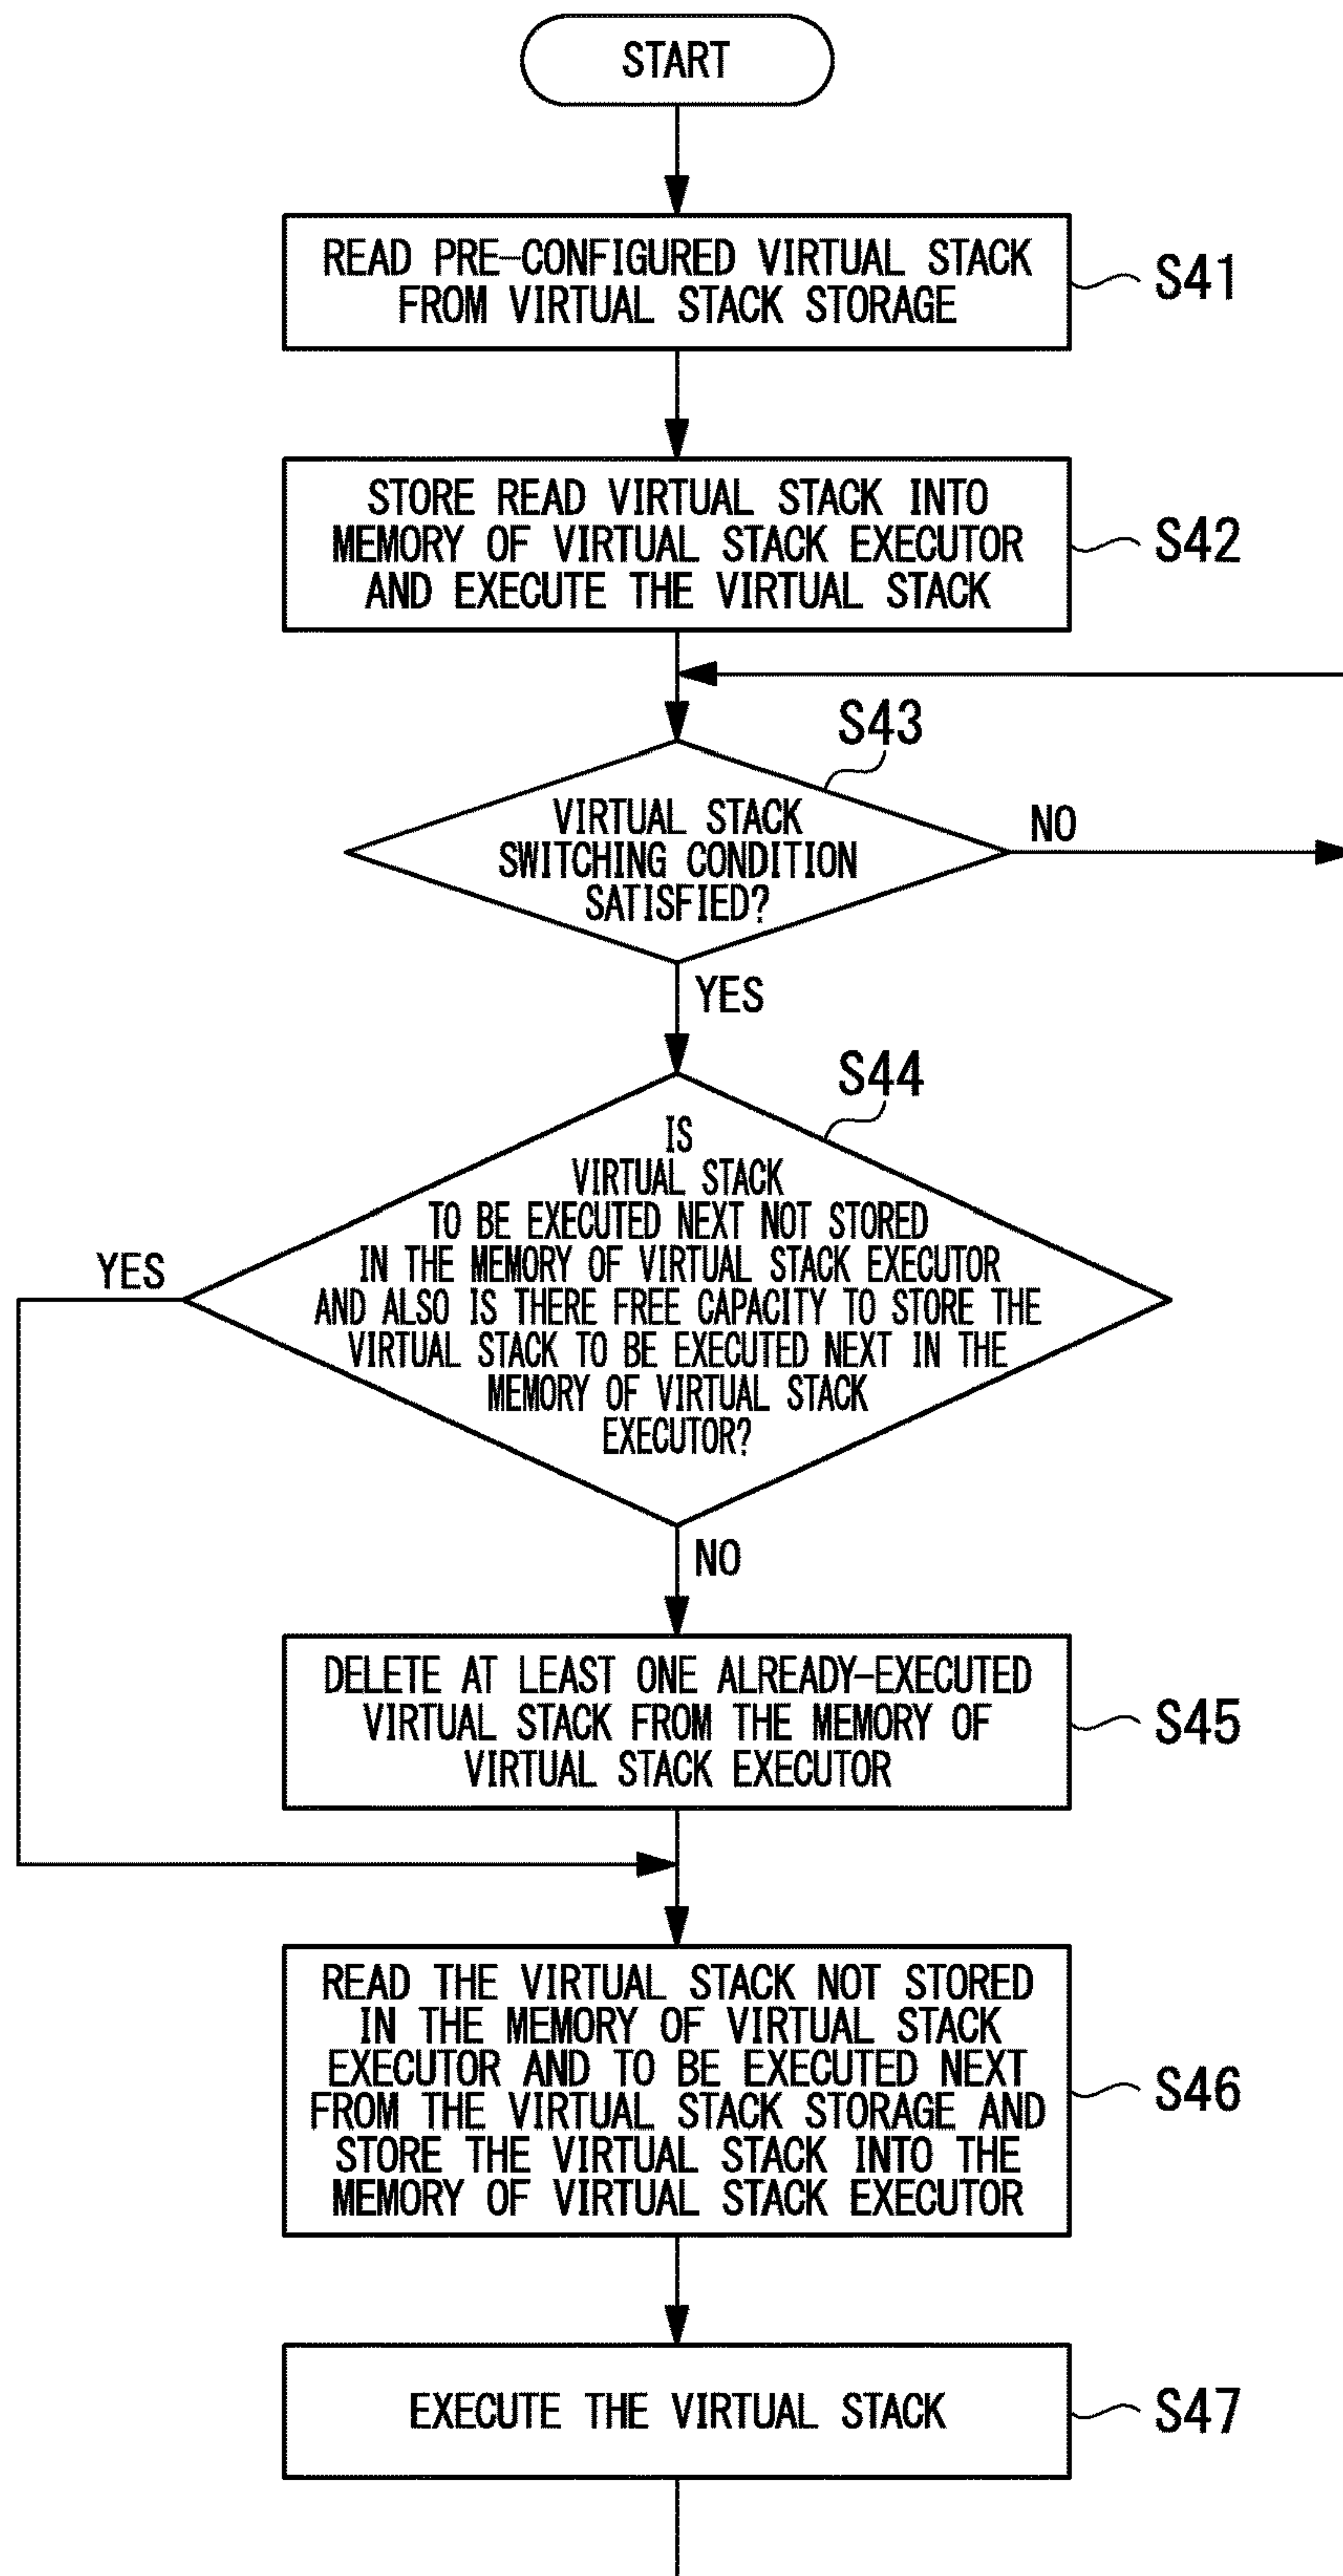 START
READ PRE-CONFIGURED VIRTUAL STACK
FROM VIRTUAL STACK STORAGE
S41
STORE READ VIRTUAL STACK INTO
MEMORY OF VIRTUAL STACK EXECUTOR
AND EXECUTE THE VIRTUAL STACK
S42
S43
VIRTUAL STACK
SWITCHING CONDITION
SATISFIED?
NO
YES
S44
IS
VIRTUAL STACK
TO BE EXECUTED NEXT NOT STORED
IN THE MEMORY OF VIRTUAL STACK EXECUTOR
AND ALSO IS THERE FREE CAPACITY TO STORE THE
VIRTUAL STACK TO BE EXECUTED NEXT IN THE
MEMORY OF VIRTUAL STACK
EXECUTOR?
YES
NO
DELETE AT LEAST ONE ALREADY-EXECUTED
VIRTUAL STACK FROM THE MEMORY OF
VIRTUAL STACK EXECUTOR
S45
READ THE VIRTUAL STACK NOT STORED
IN THE MEMORY OF VIRTUAL STACK
EXECUTOR AND TO BE EXECUTED NEXT
FROM THE VIRTUAL STACK STORAGE AND
STORE THE VIRTUAL STACK INTO THE
MEMORY OF VIRTUAL STACK EXECUTOR
S46
EXECUTE THE VIRTUAL STACK
S47